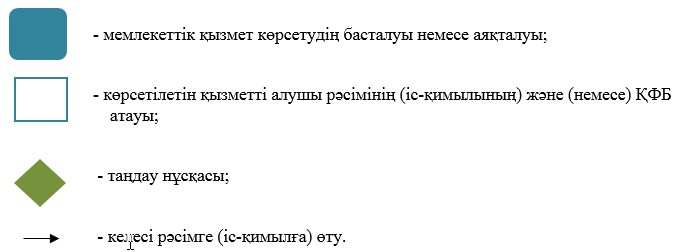 - мемлекеттік қызмет көрсетудің басталуы немесе аяқталуы;
- көрсетілетін қызметті алушы рәсімінің (іс-қимылының) және (немесе) ҚФБ
атауы;
- таңдау нұсқасы;
- келесі рәсімге (іс-қимылға) өту.